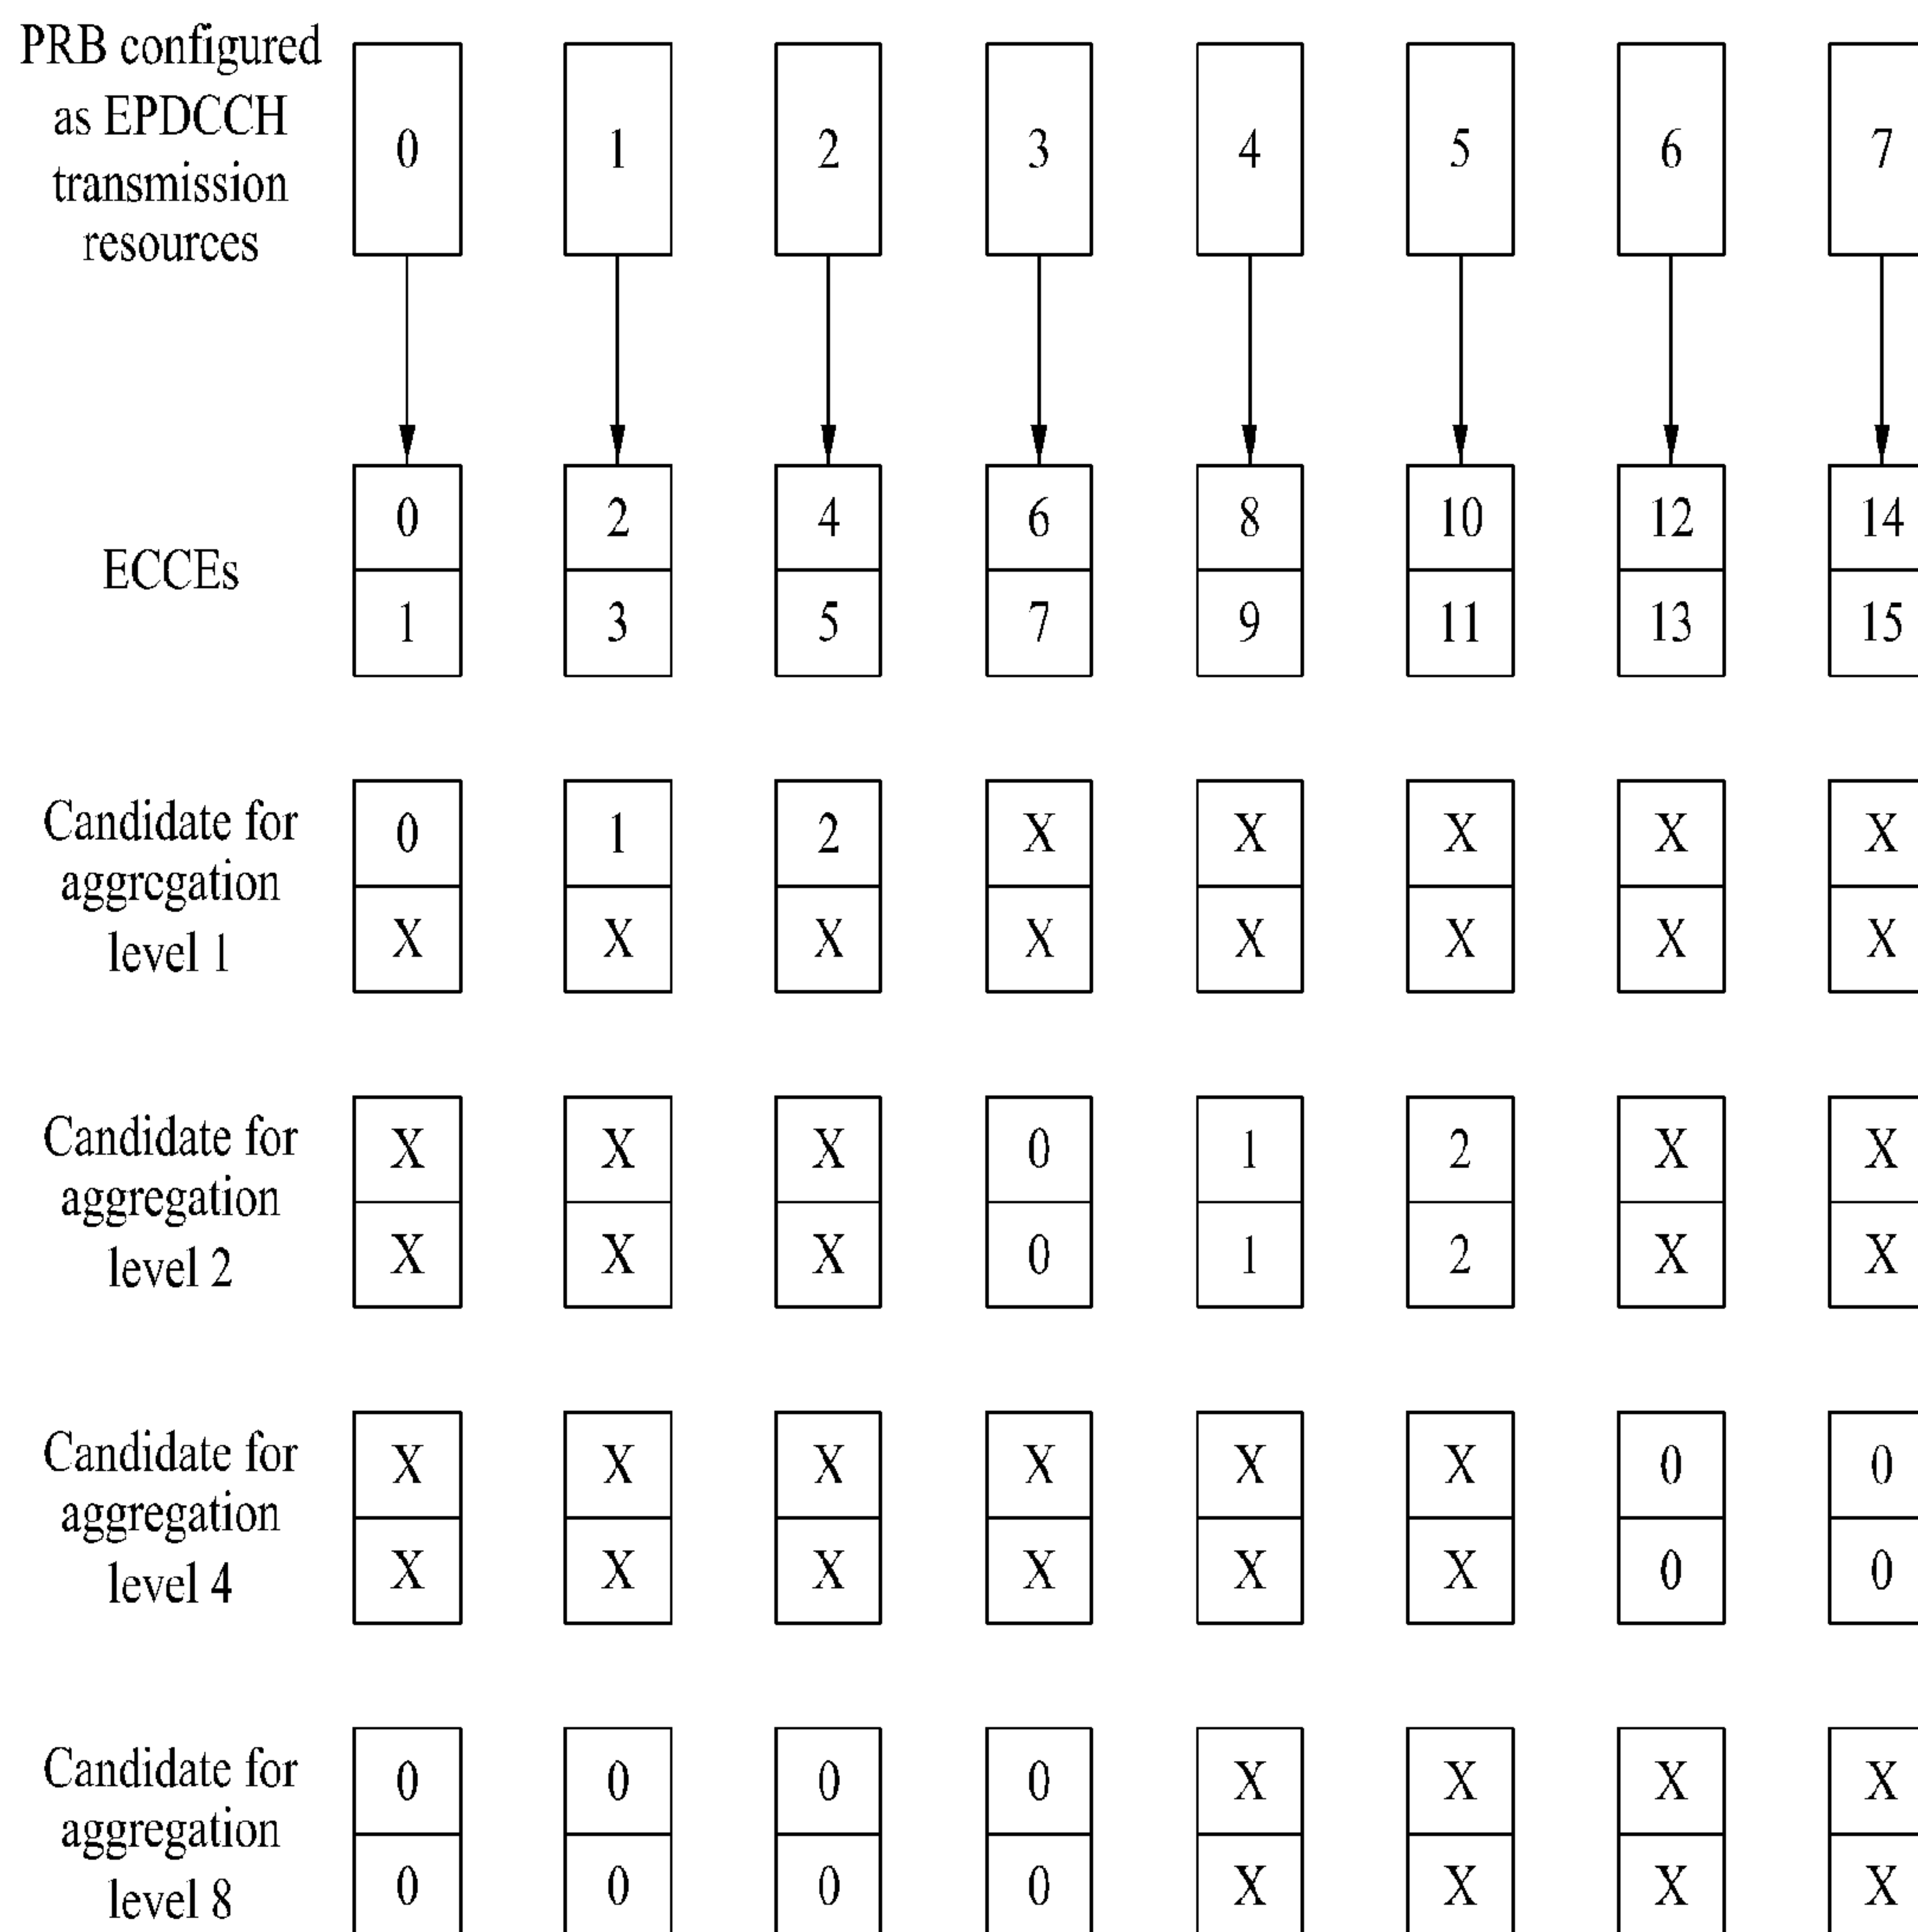 PRB configured
as EPDCCH
transmission
resources
0 1 2 3 4 5 6 7
ECCEs
0 2 4 6 8 10 12 14
1 3 5 7 9 11 13 15
Candidate for
aggregation
level 1
0 1 2 X X X X X
X X X X X X X X
Candidate for
aggregation
level 2
X X X 0 1 2 X X
X X X 0 1 2 X X
Candidate for
aggregation
level 4
X X X X X X 0 0
X X X X X X 0 0
Candidate for
aggregation
level 8
0 0 0 0 X X X X
0 0 0 0 X X X X